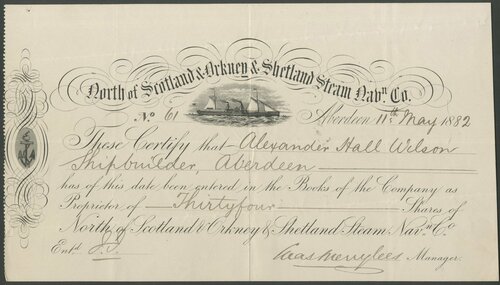 North of Scotland & Orkney & Shetland Steam Navn. Co.
No. 61 Aberdeen 11th May 1882
These Certify that Alexander Hall Wilson
Shipbuilder, Aberdeen
has of this date been entered in the Books of the Company as
Proprietor of Thirtyfour Shares of
North of Scotland & Orkney & Shetland Steam Navn. Co.
Entd.
Chas Merrylees Manager.